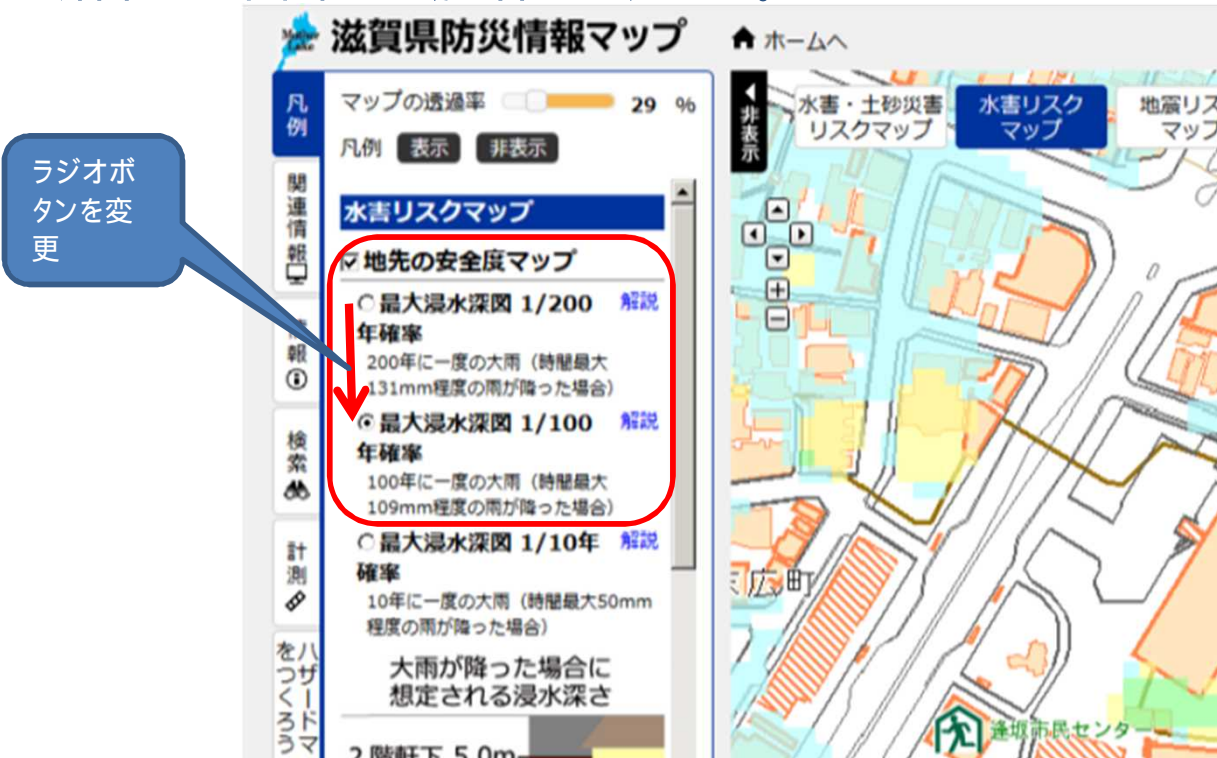 Mother
Lake
滋賀県防災情報マップ
ホームへ
凡例
関連情報
報
検索
計測
ハザードマ
をつくろう
マップの透過率
29 %
凡例 表示 非表示
水害リスクマップ
地先の安全度マップ
最大浸水深図 1/200
年確率
解説
200年に一度の大雨（時間最大
131mm程度の雨が降った場合）
最大浸水深図 1/100
年確率
解説
100年に一度の大雨（時間最大
109mm程度の雨が降った場合）
最大浸水深図 1/10年
確率
解説
10年に一度の大雨（時間最大50mm
程度の雨が降った場合）
大雨が降った場合に
想定される浸水深さ
2階軒下 5.0m
ラジオボ
タンを変
更
非表示
水害・土砂災害
リスクマップ
水害リスク
マップ
地震リス
マップ
広町
逢坂市民センター